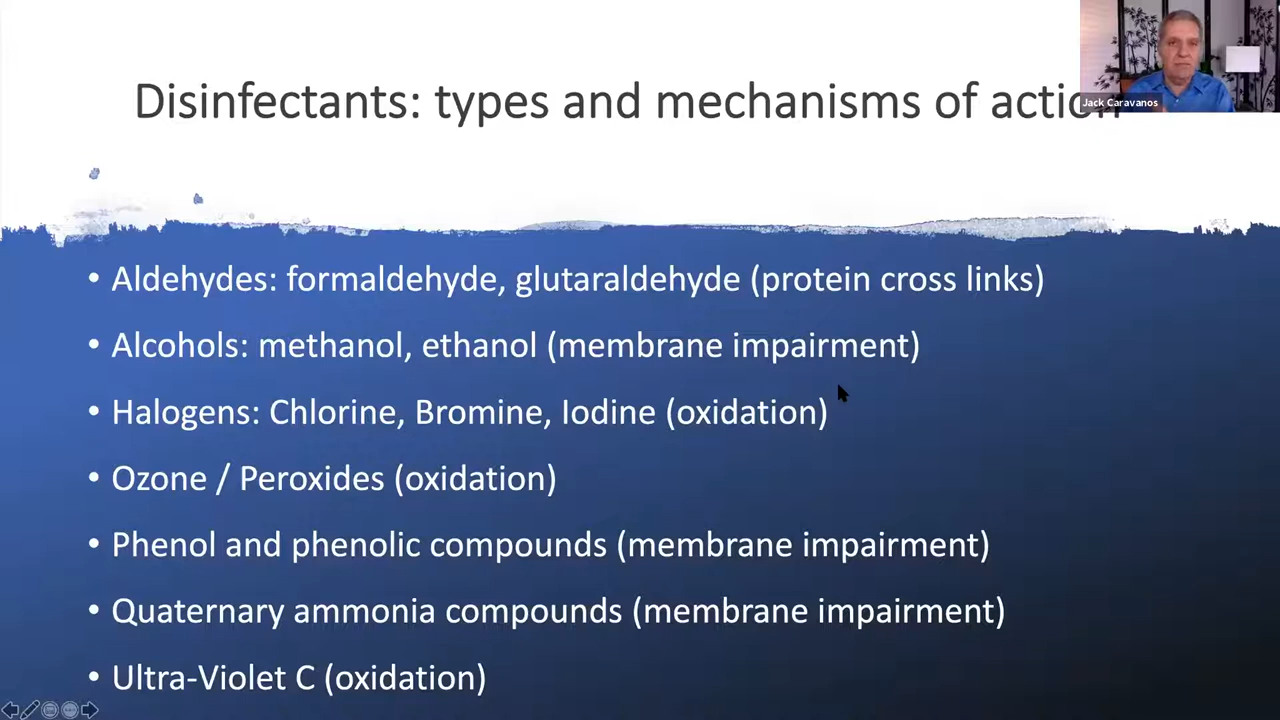 Disinfectants: types and mechanisms of action
Jack Caravanos
• Aldehydes: formaldehyde, glutaraldehyde (protein cross links)
• Alcohols: methanol, ethanol (membrane impairment)
• Halogens: Chlorine, Bromine, Iodine (oxidation)
• Ozone / Peroxides (oxidation)
• Phenol and phenolic compounds (membrane impairment)
• Quaternary ammonia compounds (membrane impairment)
• Ultra-Violet C (oxidation)